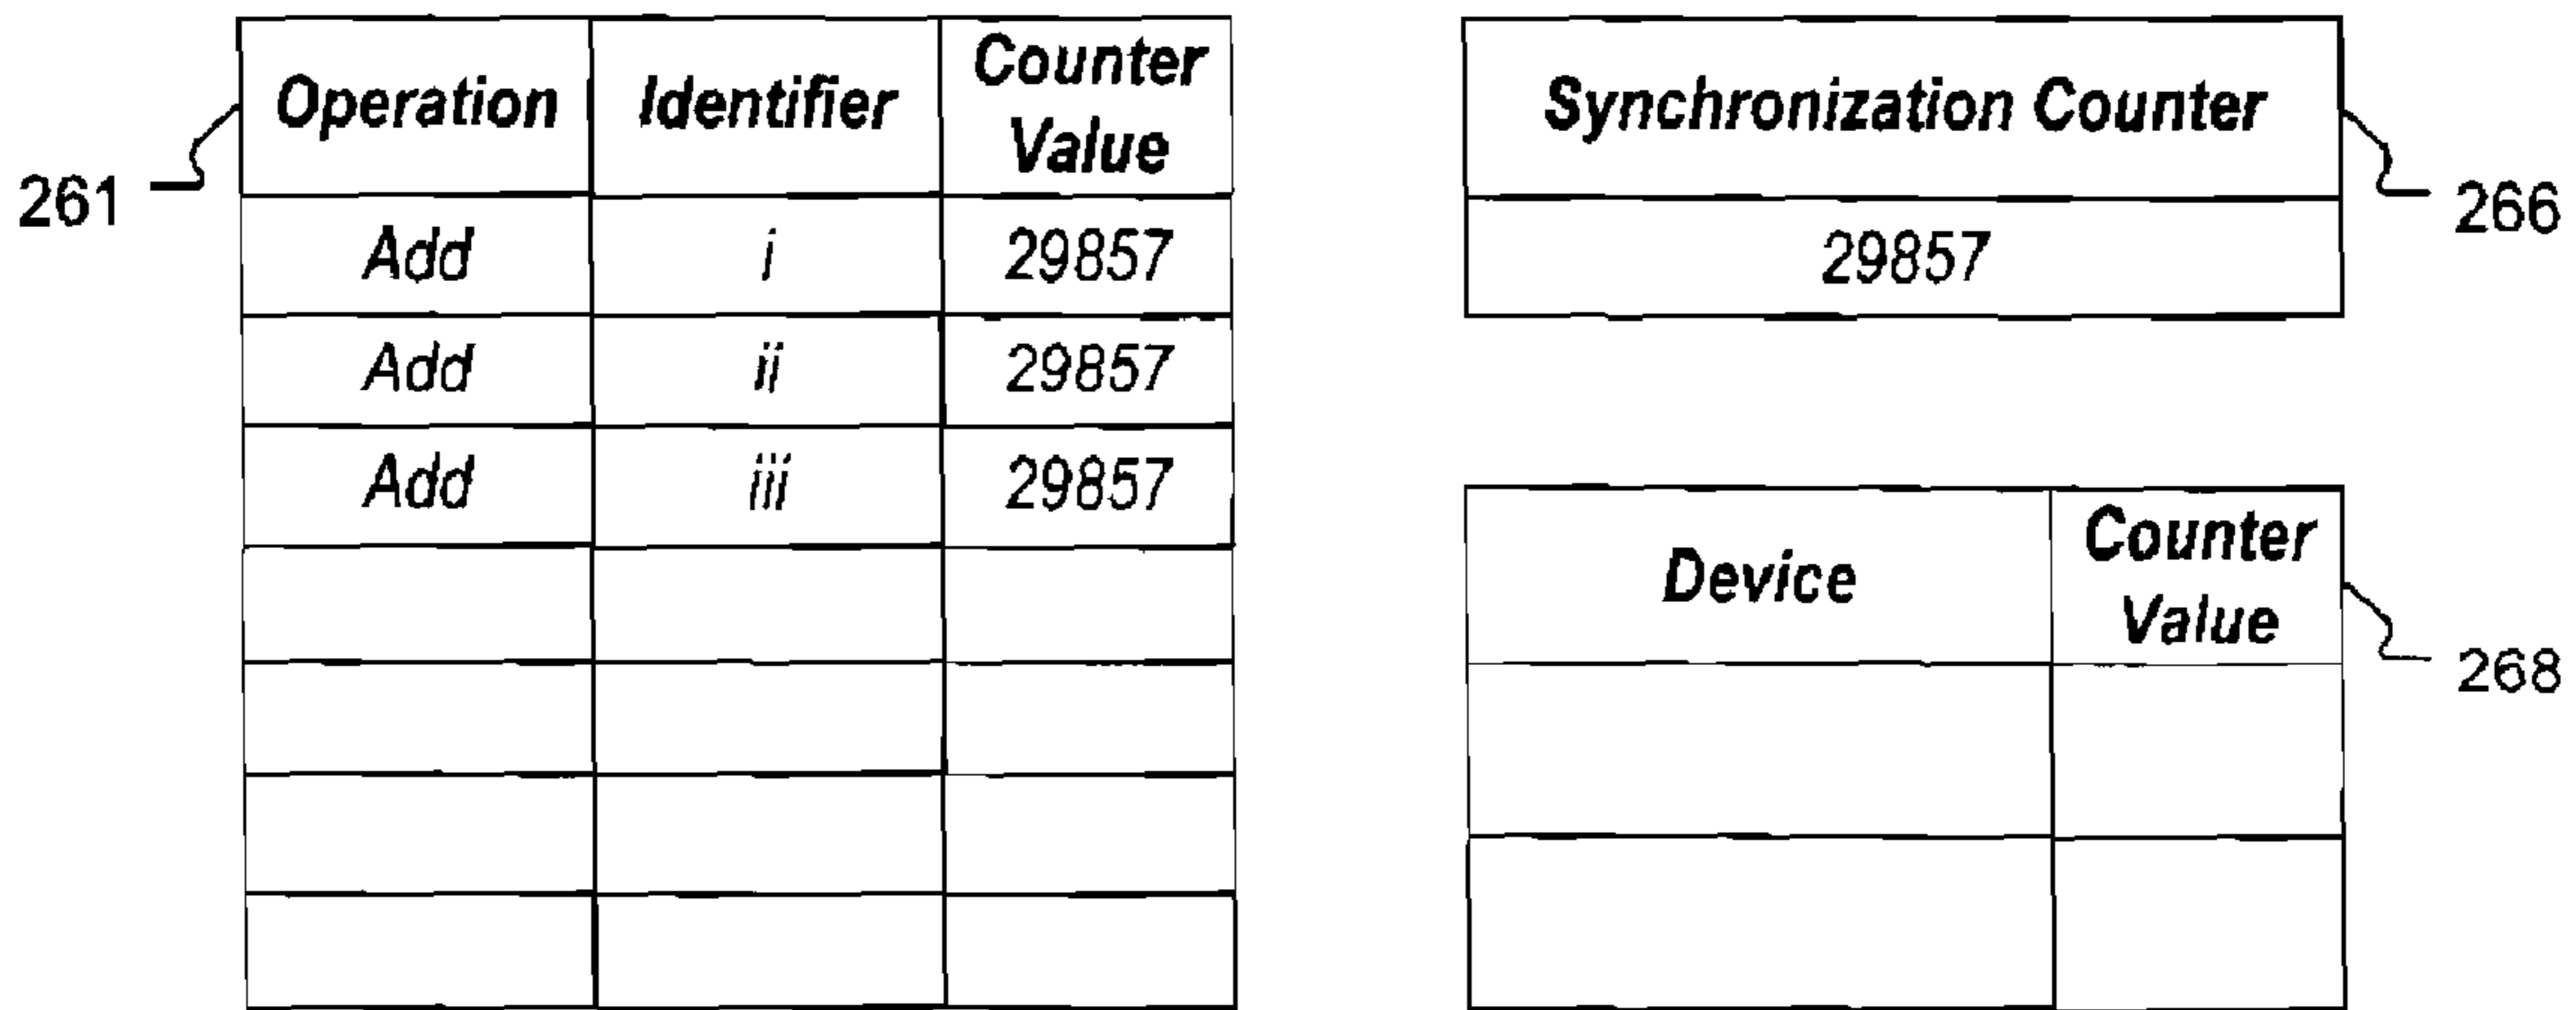 261
Operation Identifier Counter Value
Add i 29857
Add ii 29857
Add iii 29857
Synchronization Counter
29857
266
Device Counter Value
268